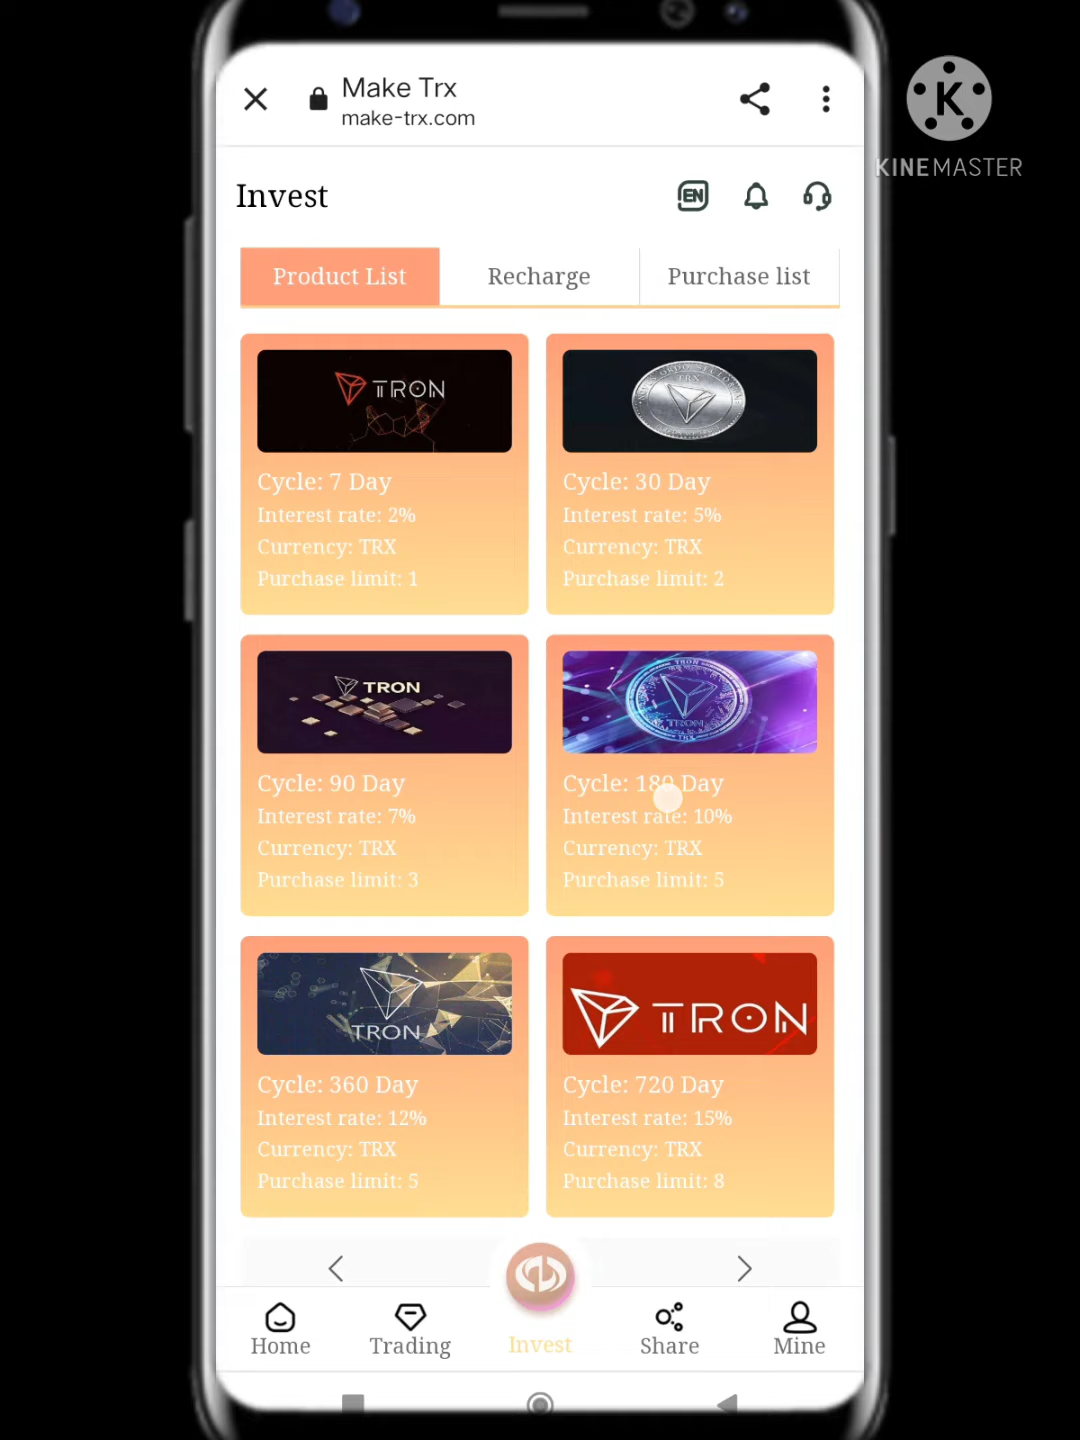 Make Trx
make-trx.com
K
KINEMASTER
Invest
EN
Product List
Recharge
Purchase list
TRON
TRX
Cycle: 7 Day
Interest rate: 2%
Currency: TRX
Purchase limit: 1
Cycle: 30 Day
Interest rate: 5%
Currency: TRX
Purchase limit: 2
TRON
TRON
TRON
TRX
Cycle: 90 Day
Interest rate: 7%
Currency: TRX
Purchase limit: 3
Cycle: 180 Day
Interest rate: 10%
Currency: TRX
Purchase limit: 5
TRON
TRON
Cycle: 360 Day
Interest rate: 12%
Currency: TRX
Purchase limit: 5
Cycle: 720 Day
Interest rate: 15%
Currency: TRX
Purchase limit: 8
Home
Trading
Invest
Share
Mine